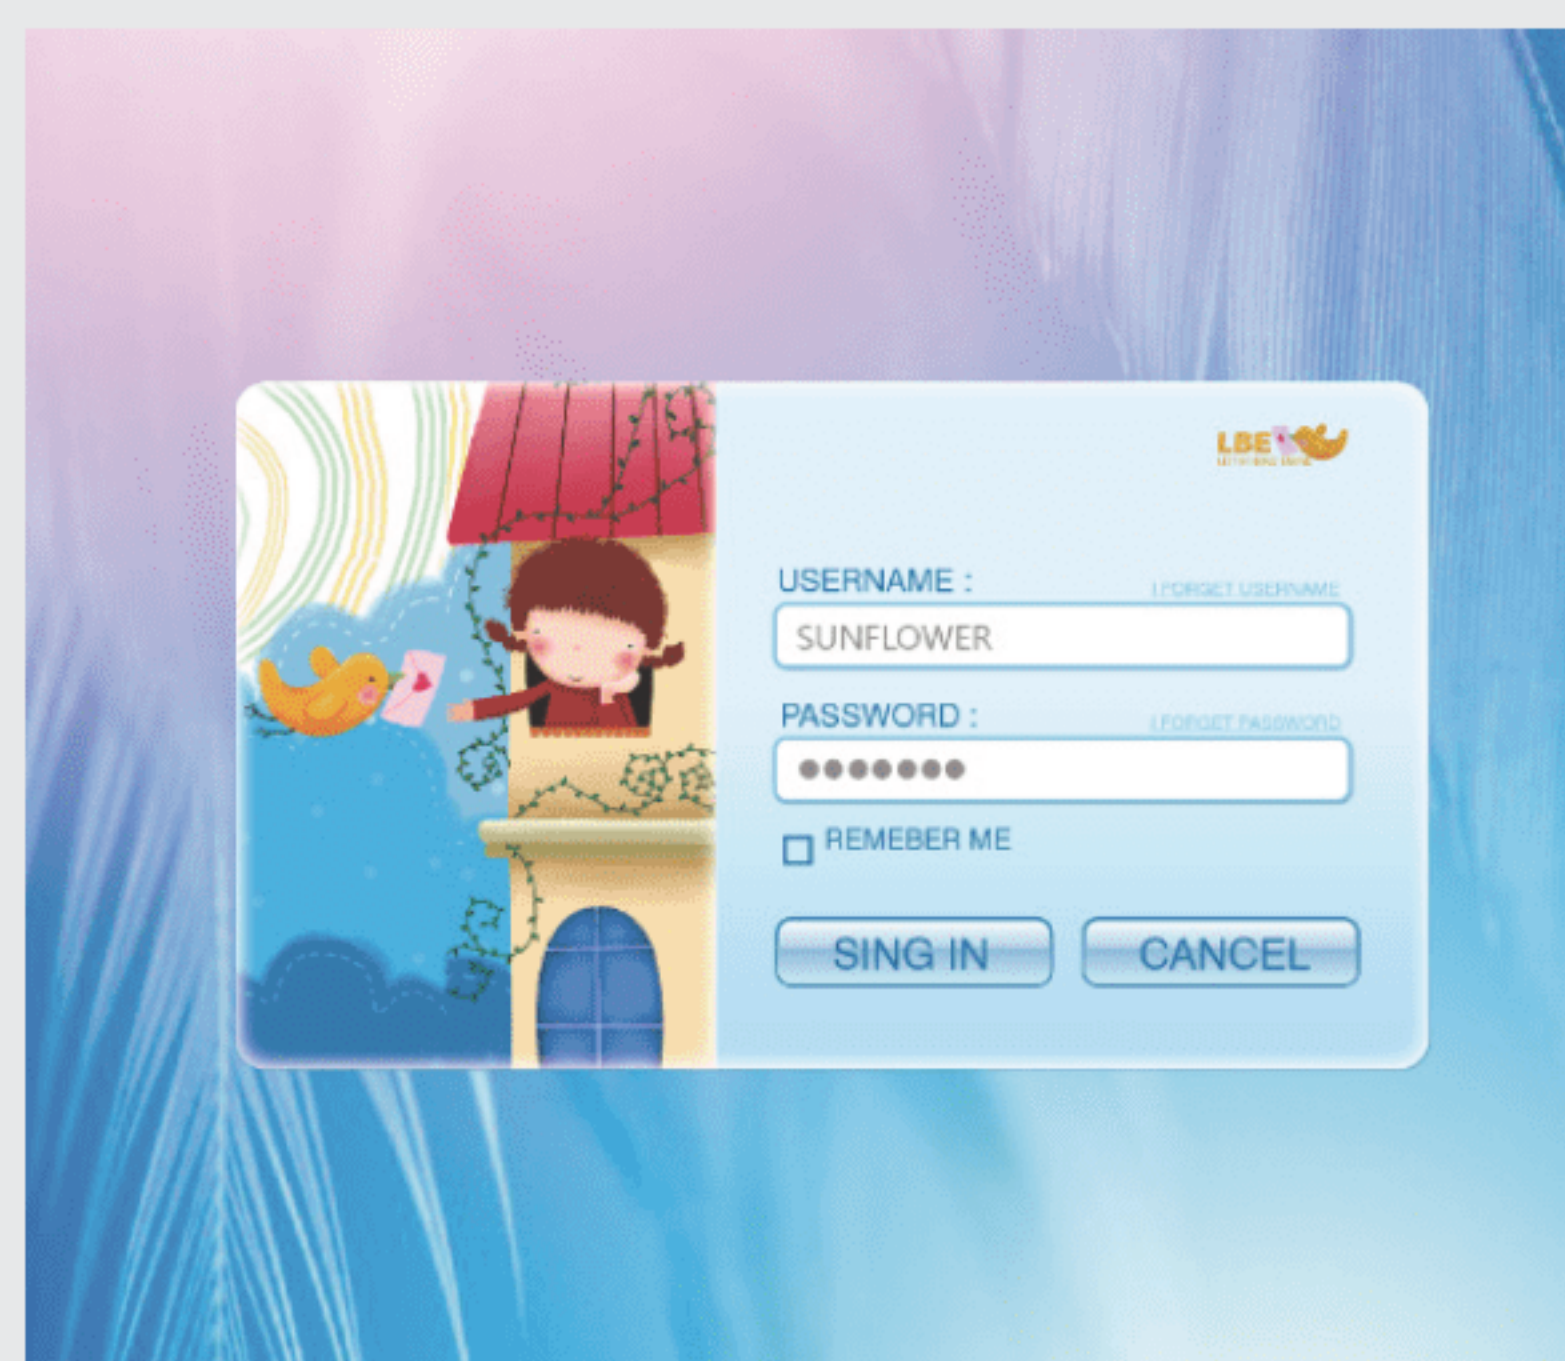 LBE
USERNAME :
I FORGET USERNAME
SUNFLOWER
PASSWORD :
I FORGET PASSWORD
●●●●●●●
REMEBER ME
SING IN
CANCEL